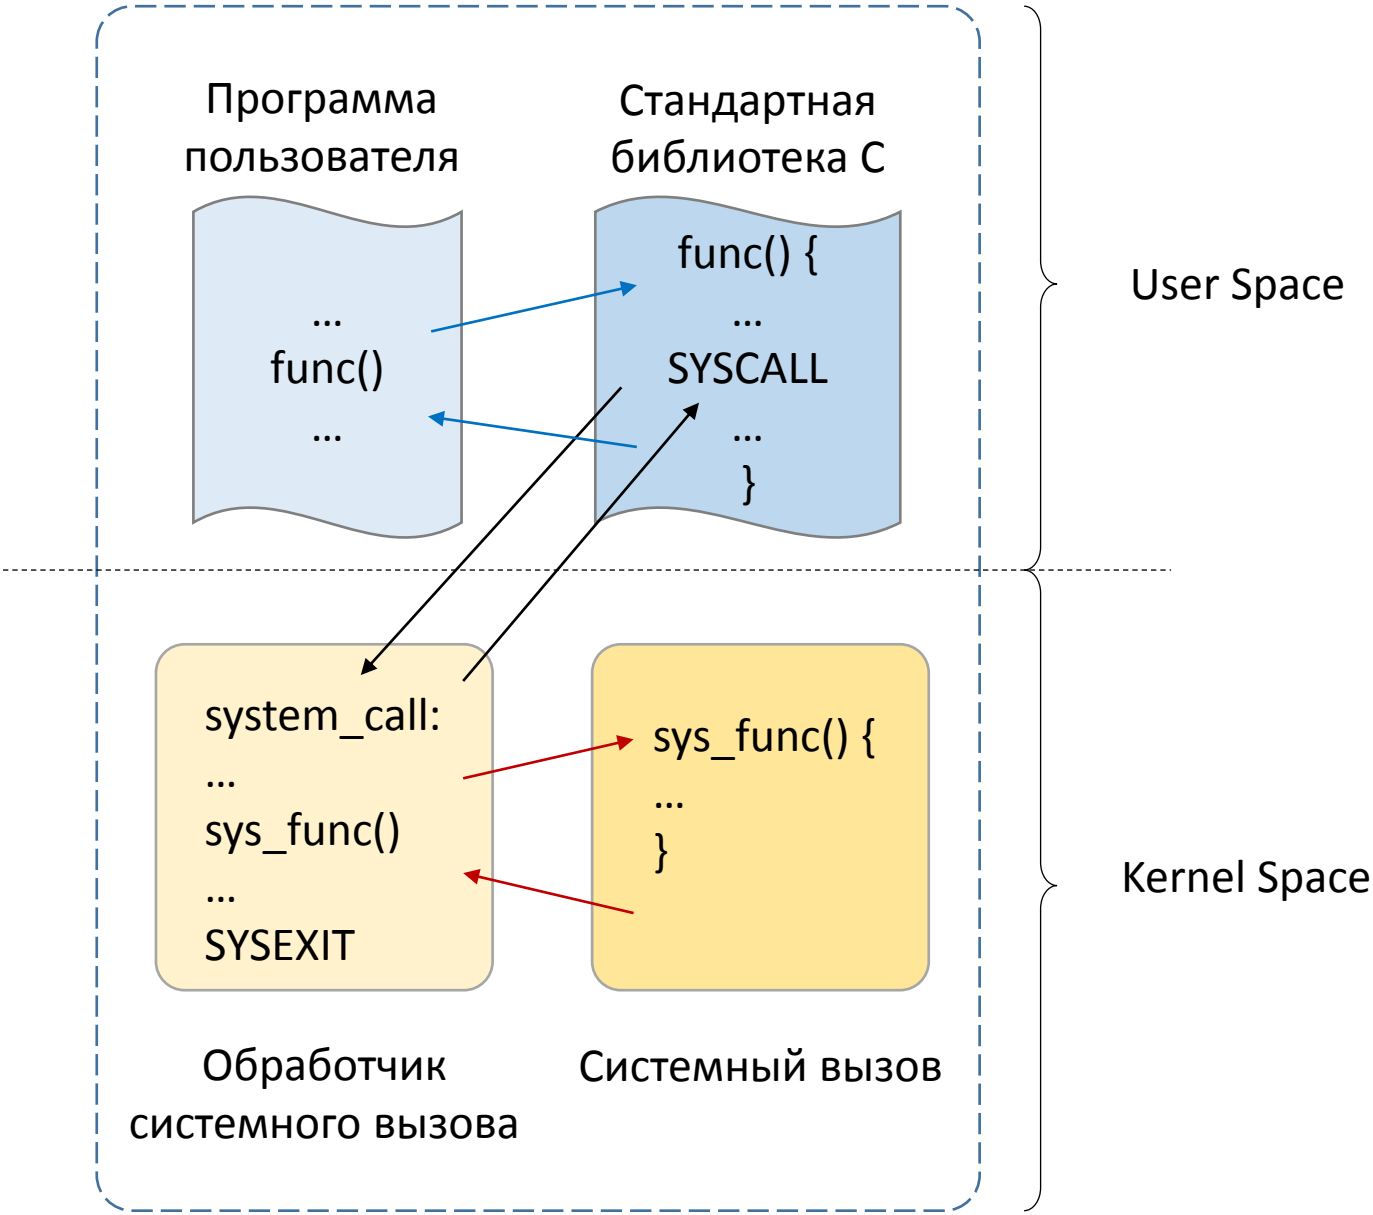 Программа
пользователя
...
func()
...
Стандартная
библиотека C
func() {
...
SYSCALL
...
}
User Space
system_call:
...
sys_func()
...
SYSEXIT
Обработчик
системного вызова
sys_func() {
...
}
Системный вызов
Kernel Space